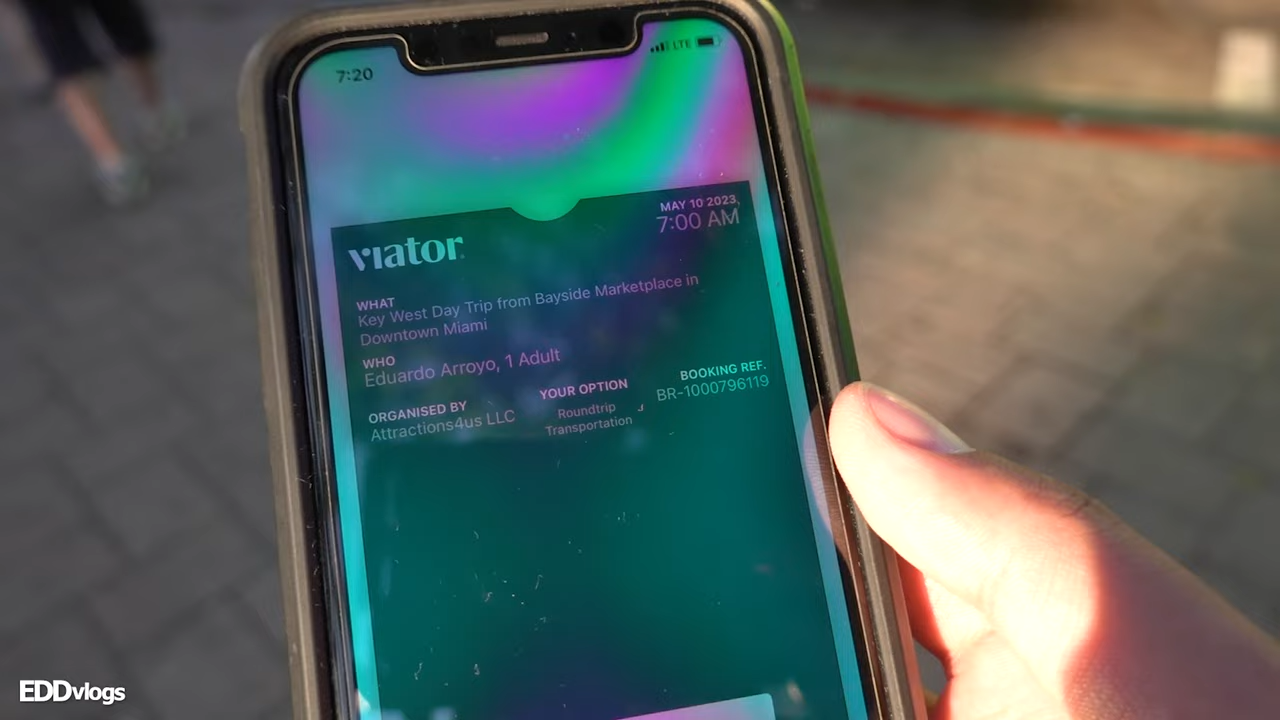 7:20
LTE
MAY 10 2023,
7:00 AM
viator
WHAT
Key West Day Trip from Bayside Marketplace in
Downtown Miami
WHO
Eduardo Arroyo, 1 Adult
ORGANISED BY
Attractions4us LLC
YOUR OPTION
Roundtrip
Transportation
BOOKING REF.
BR-1000796119
EDDvlogs